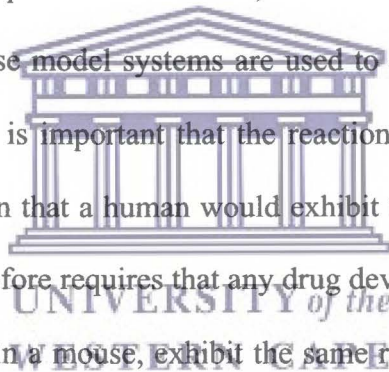 se model systems are used to
is important that the reaction
n that a human would exhibit
fore requires that any drug dev
UNIVERSITY of the
in a mouse, exhibit the same r
WESTERN CAPE